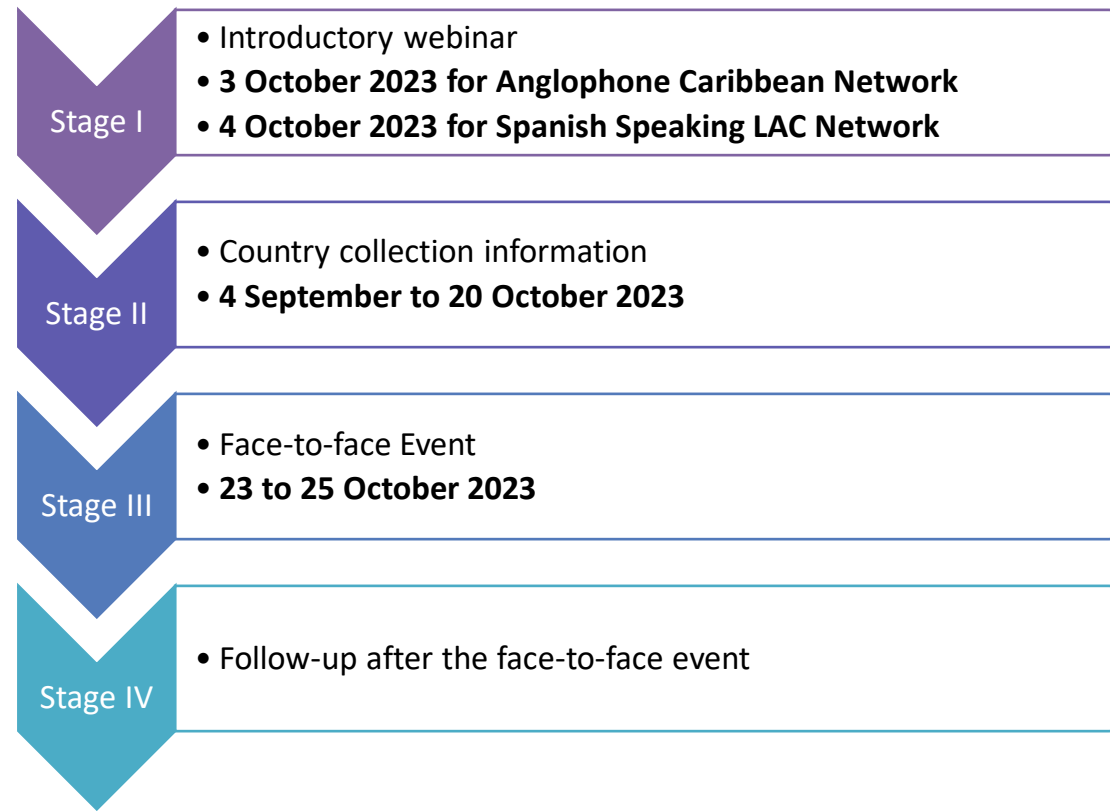 Stage I
• Introductory webinar
• 3 October 2023 for Anglophone Caribbean Network
• 4 October 2023 for Spanish Speaking LAC Network
Stage II
• Country collection information
• 4 September to 20 October 2023
Stage III
• Face-to-face Event
• 23 to 25 October 2023
Stage IV
• Follow-up after the face-to-face event